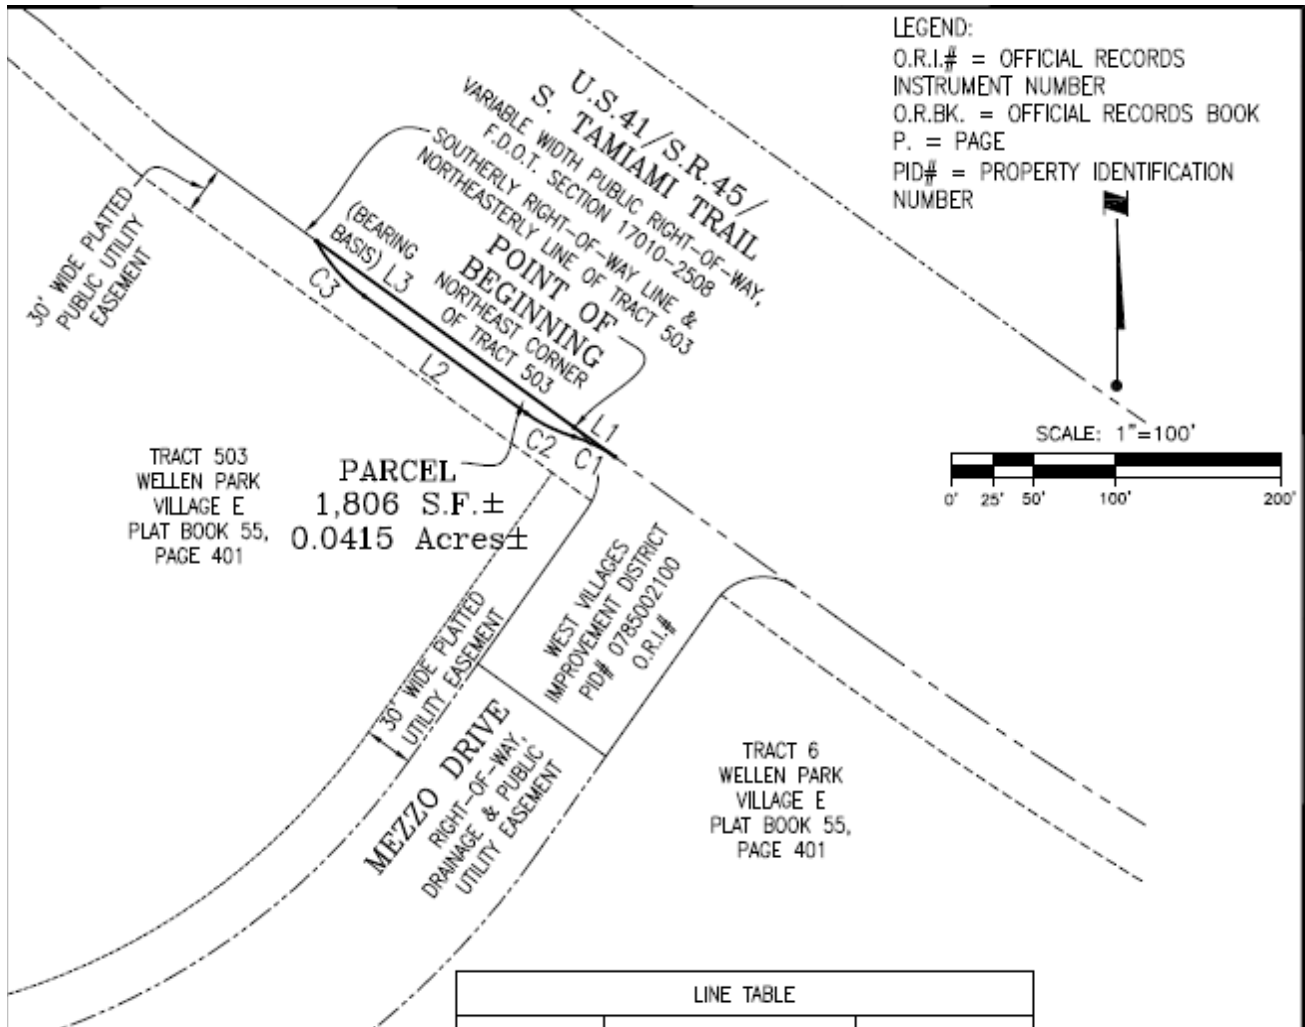 LEGEND:
O.R.I.# = OFFICIAL RECORDS
INSTRUMENT NUMBER
O.R.BK. = OFFICIAL RECORDS BOOK
P. = PAGE
PID# = PROPERTY IDENTIFICATION
NUMBER
U.S.41/S.R.45/
S. TAMIAMI TRAIL
VARIABLE WIDTH PUBLIC RIGHT-OF-WAY,
F.D.O.T. SECTION 17010-2508
SOUTHERLY RIGHT-OF-WAY LINE &
NORTHEASTERLY LINE OF TRACT 503
POINT OF
BEGINNING
NORTHEAST CORNER
OF TRACT 503
(BEARING
BASIS) L3
C3
L2
C2
L1
C1
30' WIDE PLATTED
PUBLIC UTILITY
EASEMENT
SCALE: 1"=100'
0' 25' 50' 100' 200'
TRACT 503
WELLEN PARK
VILLAGE E
PLAT BOOK 55,
PAGE 401
PARCEL
1,806 S.F.±
0.0415 Acres±
WEST VILLAGES
IMPROVEMENT DISTRICT
PID# 0785002100
O.R.I.#
30' WIDE PLATTED
UTILITY EASEMENT
MEZZO DRIVE
RIGHT-OF-WAY,
DRAINAGE & PUBLIC
UTILITY EASEMENT
TRACT 6
WELLEN PARK
VILLAGE E
PLAT BOOK 55,
PAGE 401
LINE TABLE